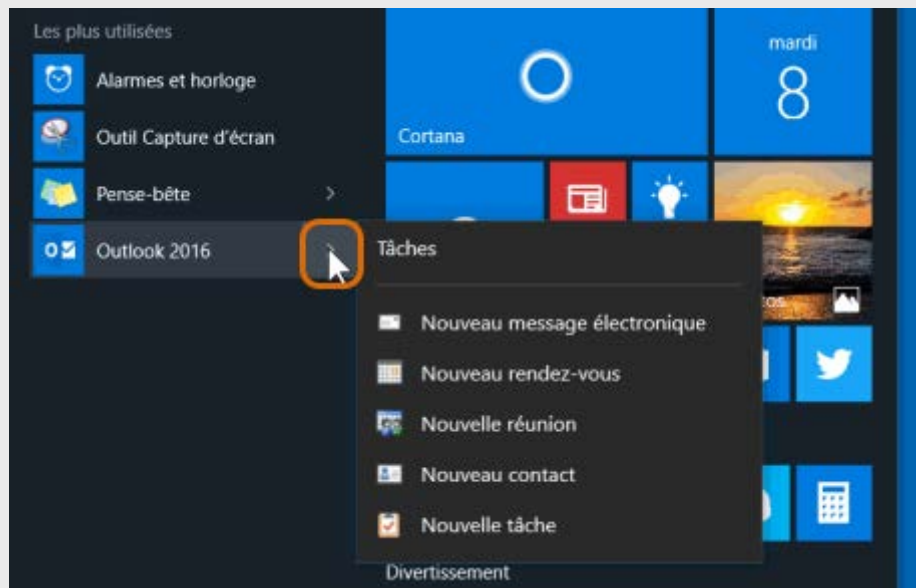 Les plus utilisées
Alarmes et horloge
Outil Capture d'écran
Pense-bête
Outlook 2016
Cortana
mardi
8
Tâches
Nouveau message électronique
Nouveau rendez-vous
Nouvelle réunion
Nouveau contact
Nouvelle tâche
Divertissement